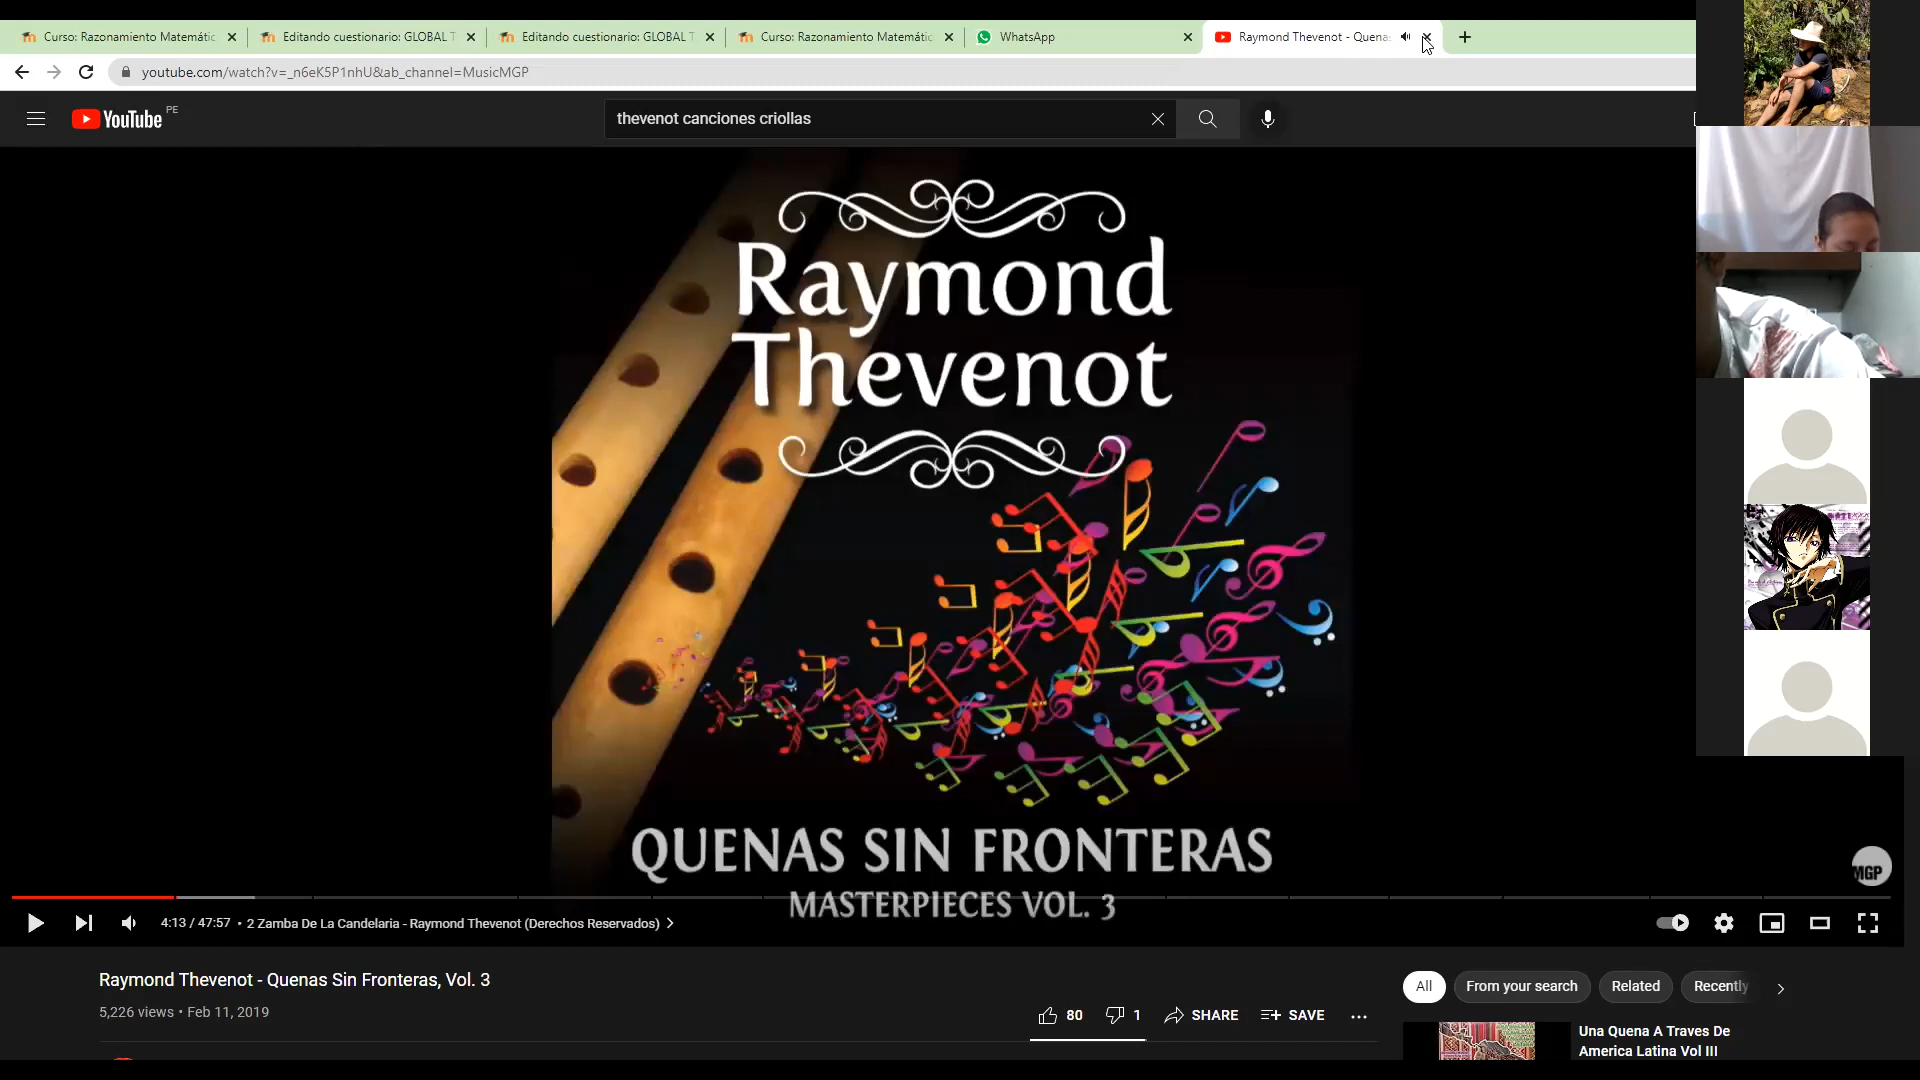 Curso: Razonamiento Matemátic
Editando cuestionario: GLOBAL T
Editando cuestionario: GLOBAL T
Curso: Razonamiento Matemátic
WhatsApp
Raymond Thevenot - Quena
youtube.com/watch?v=_n6eK5P1nhU&ab_channel=MusicMGP
YouTube PE
thevenot canciones criollas
Raymond
Thevenot
QUENAS SIN FRONTERAS
MASTERPIECES VOL. 3
MGP
4:13 / 47:57 • 2 Zamba De La Candelaria - Raymond Thevenot (Derechos Reservados)
Raymond Thevenot - Quenas Sin Fronteras, Vol. 3
5,226 views • Feb 11, 2019
80
1
SHARE
SAVE
All
From your search
Related
Recently
Una Quena A Traves De
America Latina Vol III